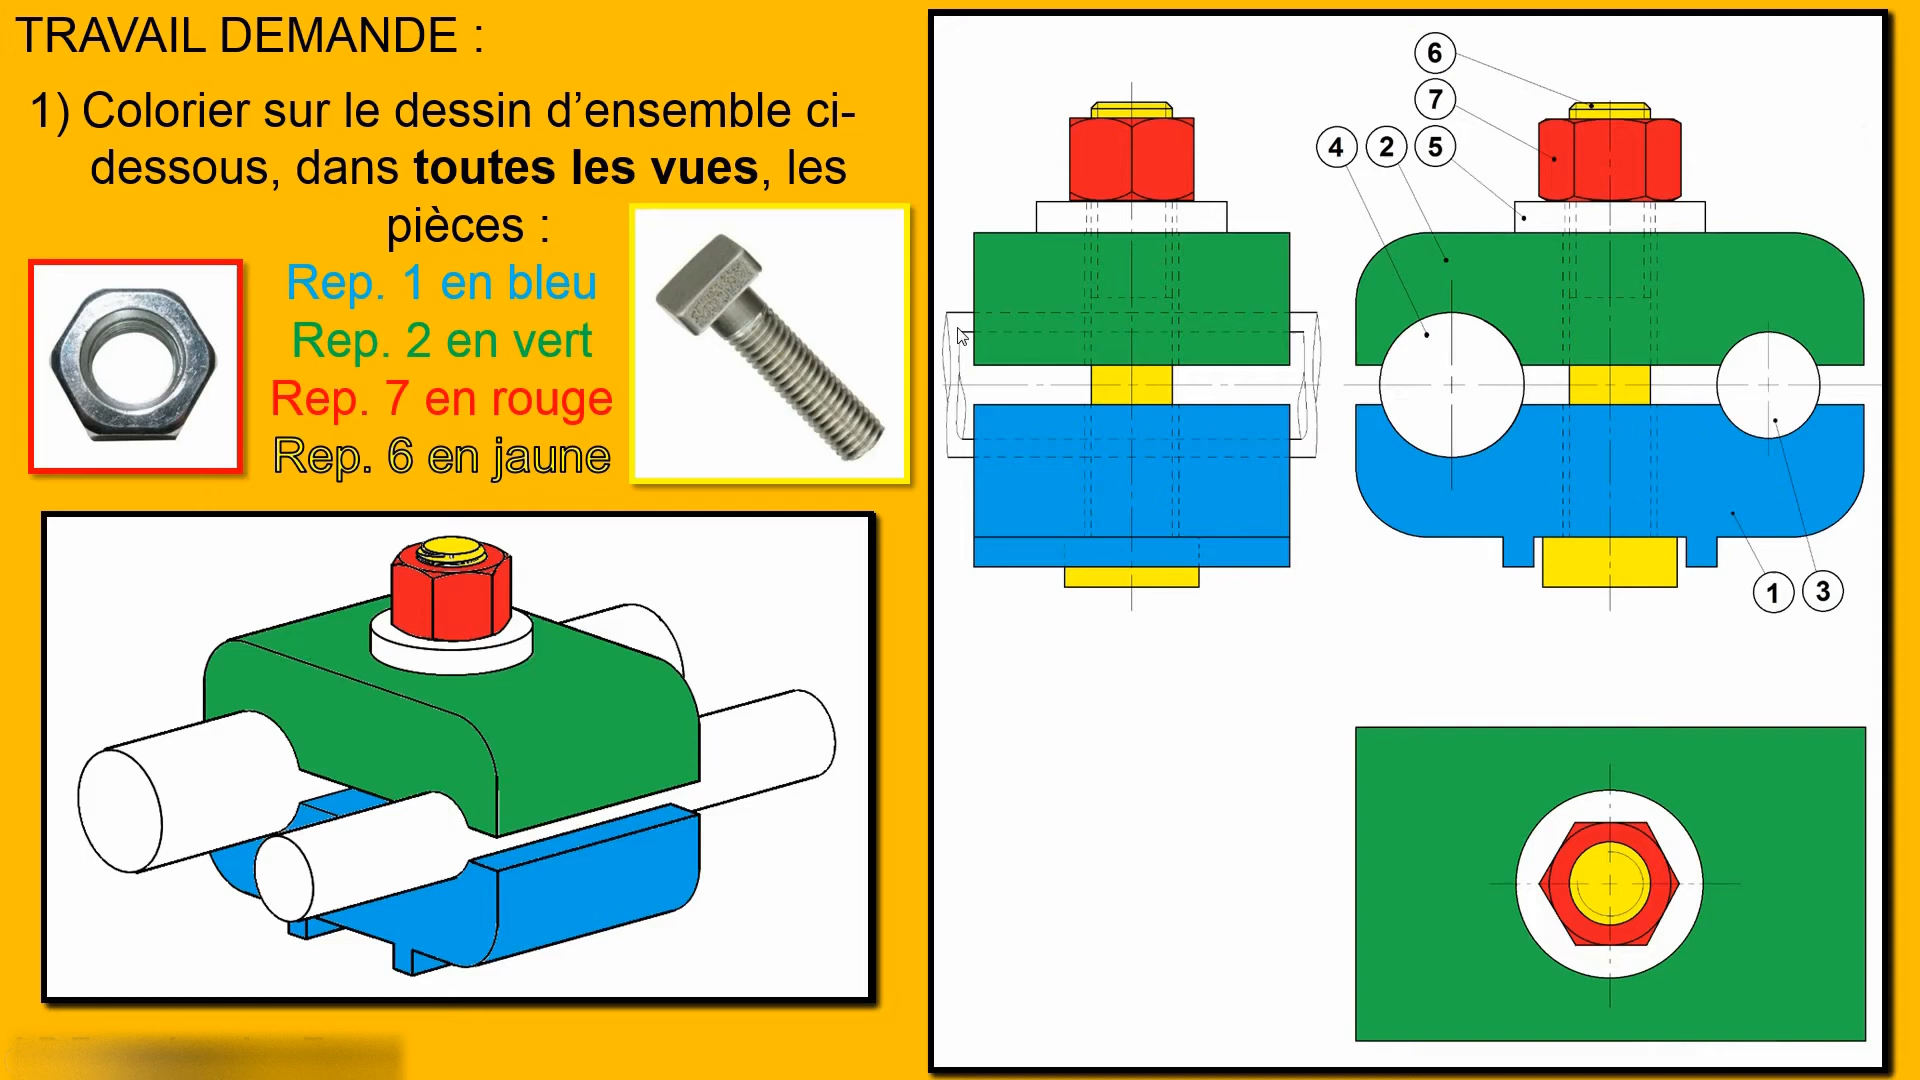 TRAVAIL DEMANDE :
1) Colorier sur le dessin d’ensemble ci-
dessous, dans toutes les vues, les
pièces :
Rep. 1 en bleu
Rep. 2 en vert
Rep. 7 en rouge
Rep. 6 en jaune
6
7
4 2 5
1 3